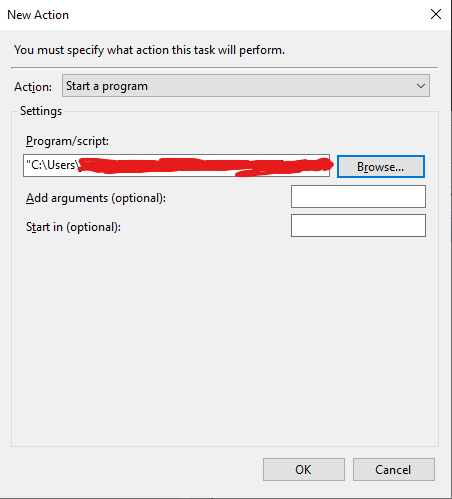 New Action
You must specify what action this task will perform.
Action: Start a program
Settings
Program/script:
"C:\Users\
Browse...
Add arguments (optional):
Start in (optional):
OK
Cancel